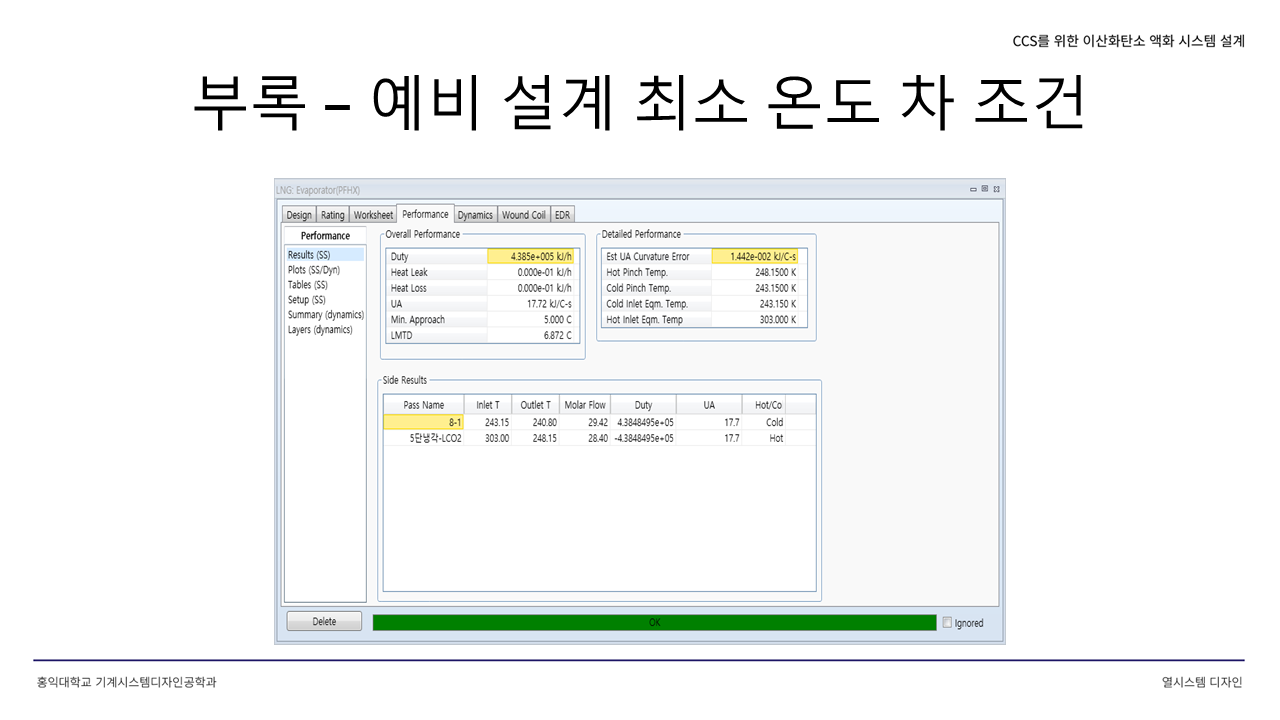 CCS를 위한 이산화탄소 액화 시스템 설계
부록 – 예비 설계 최소 온도 차 조건
LNG: Evaporator(PFHX)
Design Rating Worksheet Performance Dynamics Wound Coil EDR
Performance
Results (SS)
Plots (SS/Dyn)
Tables (SS)
Setup (SS)
Summary (dynamics)
Layers (dynamics)
Overall Performance
Duty 4.385e+005 kJ/h
Heat Leak 0.000e-01 kJ/h
Heat Loss 0.000e-01 kJ/h
UA 17.72 kJ/C-s
Min. Approach 5.000 C
LMTD 6.872 C
Detailed Performance
Est UA Curvature Error 1.442e-002 kJ/C-s
Hot Pinch Temp. 248.1500 K
Cold Pinch Temp. 243.1500 K
Cold Inlet Eqm. Temp. 243.150 K
Hot Inlet Eqm. Temp 303.000 K
Side Results
Pass Name Inlet T Outlet T Molar Flow Duty UA Hot/Co
8-1 243.15 240.80 29.42 4.3848495e+05 17.7 Cold
5단냉각-LCO2 303.00 248.15 28.40 -4.3848495e+05 17.7 Hot
Delete OK Ignored
홍익대학교 기계시스템디자인공학과
열시스템 디자인